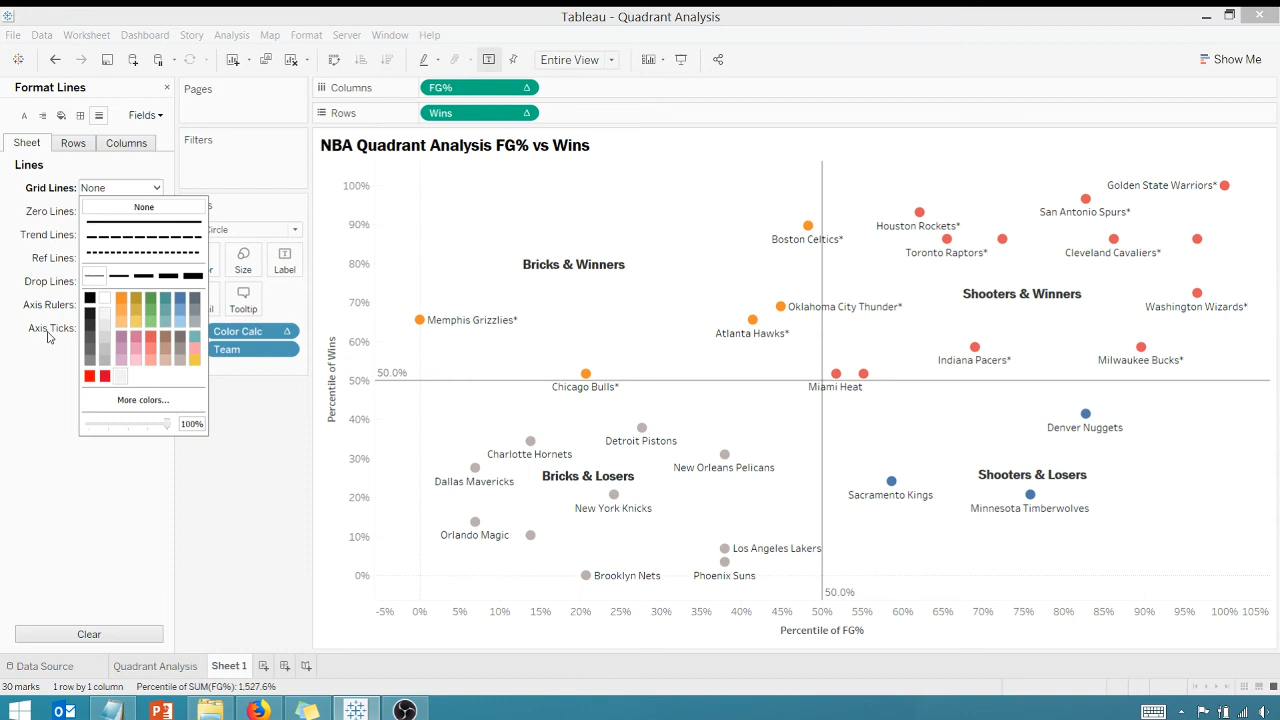 Tableau - Quadrant Analysis
File Data Worksheet Dashboard Story Analysis Map Format Server Window Help
Entire View
Show Me
Format Lines
Fields
Sheet Rows Columns
Lines
Grid Lines: None
None
Zero Lines:
Trend Lines:
Ref Lines:
Drop Lines:
Axis Rulers:
Axis Ticks:
More colors...
100%
Clear
Pages
Filters
Size
Label
Tooltip
Color Calc
Team
Columns FG%
Rows Wins
NBA Quadrant Analysis FG% vs Wins
Percentile of Wins
100%
90%
80%
70%
60%
50%
40%
30%
20%
10%
0%
Golden State Warriors*
San Antonio Spurs*
Houston Rockets*
Boston Celtics*
Toronto Raptors*
Cleveland Cavaliers*
Bricks & Winners
Shooters & Winners
Washington Wizards*
Oklahoma City Thunder*
Memphis Grizzlies*
Atlanta Hawks*
Indiana Pacers*
Milwaukee Bucks*
50.0%
Chicago Bulls*
Miami Heat
Denver Nuggets
Detroit Pistons
Charlotte Hornets
New Orleans Pelicans
Dallas Mavericks
Bricks & Losers
Shooters & Losers
Sacramento Kings
New York Knicks
Minnesota Timberwolves
Orlando Magic
Los Angeles Lakers
Brooklyn Nets
Phoenix Suns
50.0%
-5% 0% 5% 10% 15% 20% 25% 30% 35% 40% 45% 50% 55% 60% 65% 70% 75% 80% 85% 90% 95% 100% 105%
Percentile of FG%
Data Source Quadrant Analysis Sheet 1
30 marks 1 row by 1 column Percentile of SUM(FG%): 1,527.6%